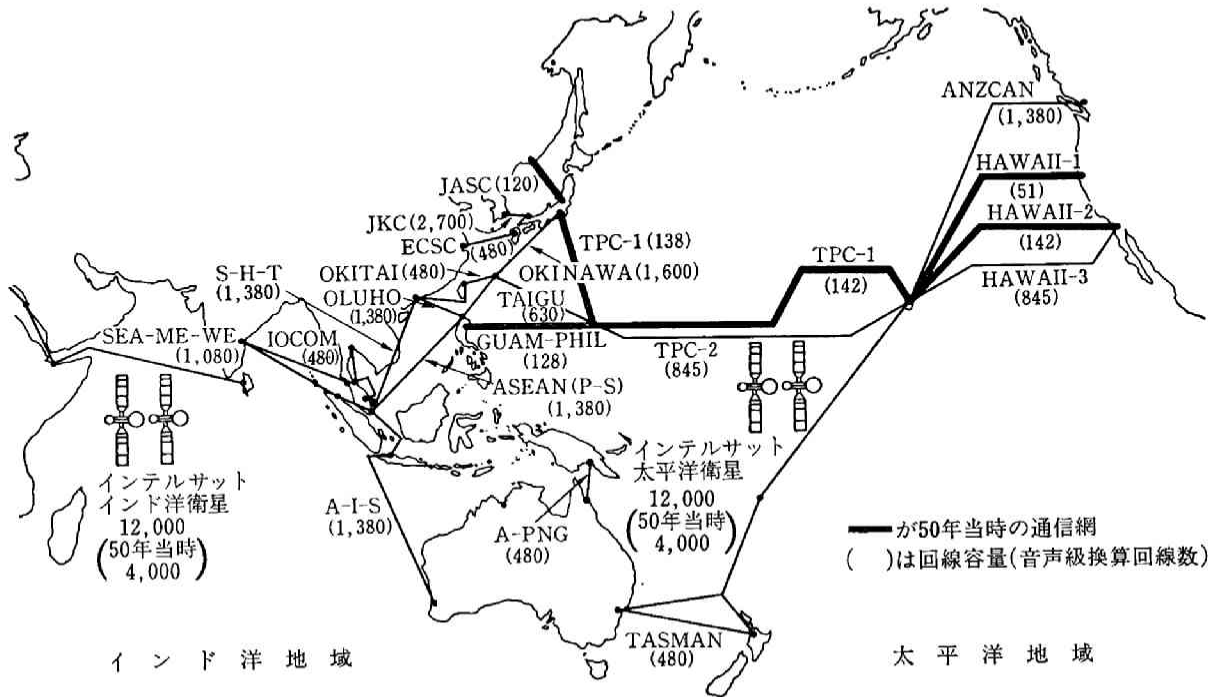 ANZCAN
(1,380)
HAWAII-1
(51)
HAWAII-2
(142)
HAWAII-3
(845)
JASC(120)
JKC(2,700)
ECSC
(480)
TPC-1(138)
TPC-1
(142)
S-H-T
(1,380)
OKITAI(480)
OKINAWA(1,600)
OLUHO
(1,380)
TAIGU
(630)
SEA-ME-WE
(1,080)
IOCOM
(480)
GUAM-PHIL
(128)
TPC-2
(845)
ASEAN(P-S)
(1,380)
インテルサット
インド洋衛星
12,000
(50年当時
4,000)
インテルサット
太平洋衛星
12,000
(50年当時
4,000)
A-I-S
(1,380)
A-PNG
(480)
が50年当時の通信網
( )は回線容量(音声級換算回線数)
TASMAN
(480)
インド洋地域
太平洋地域